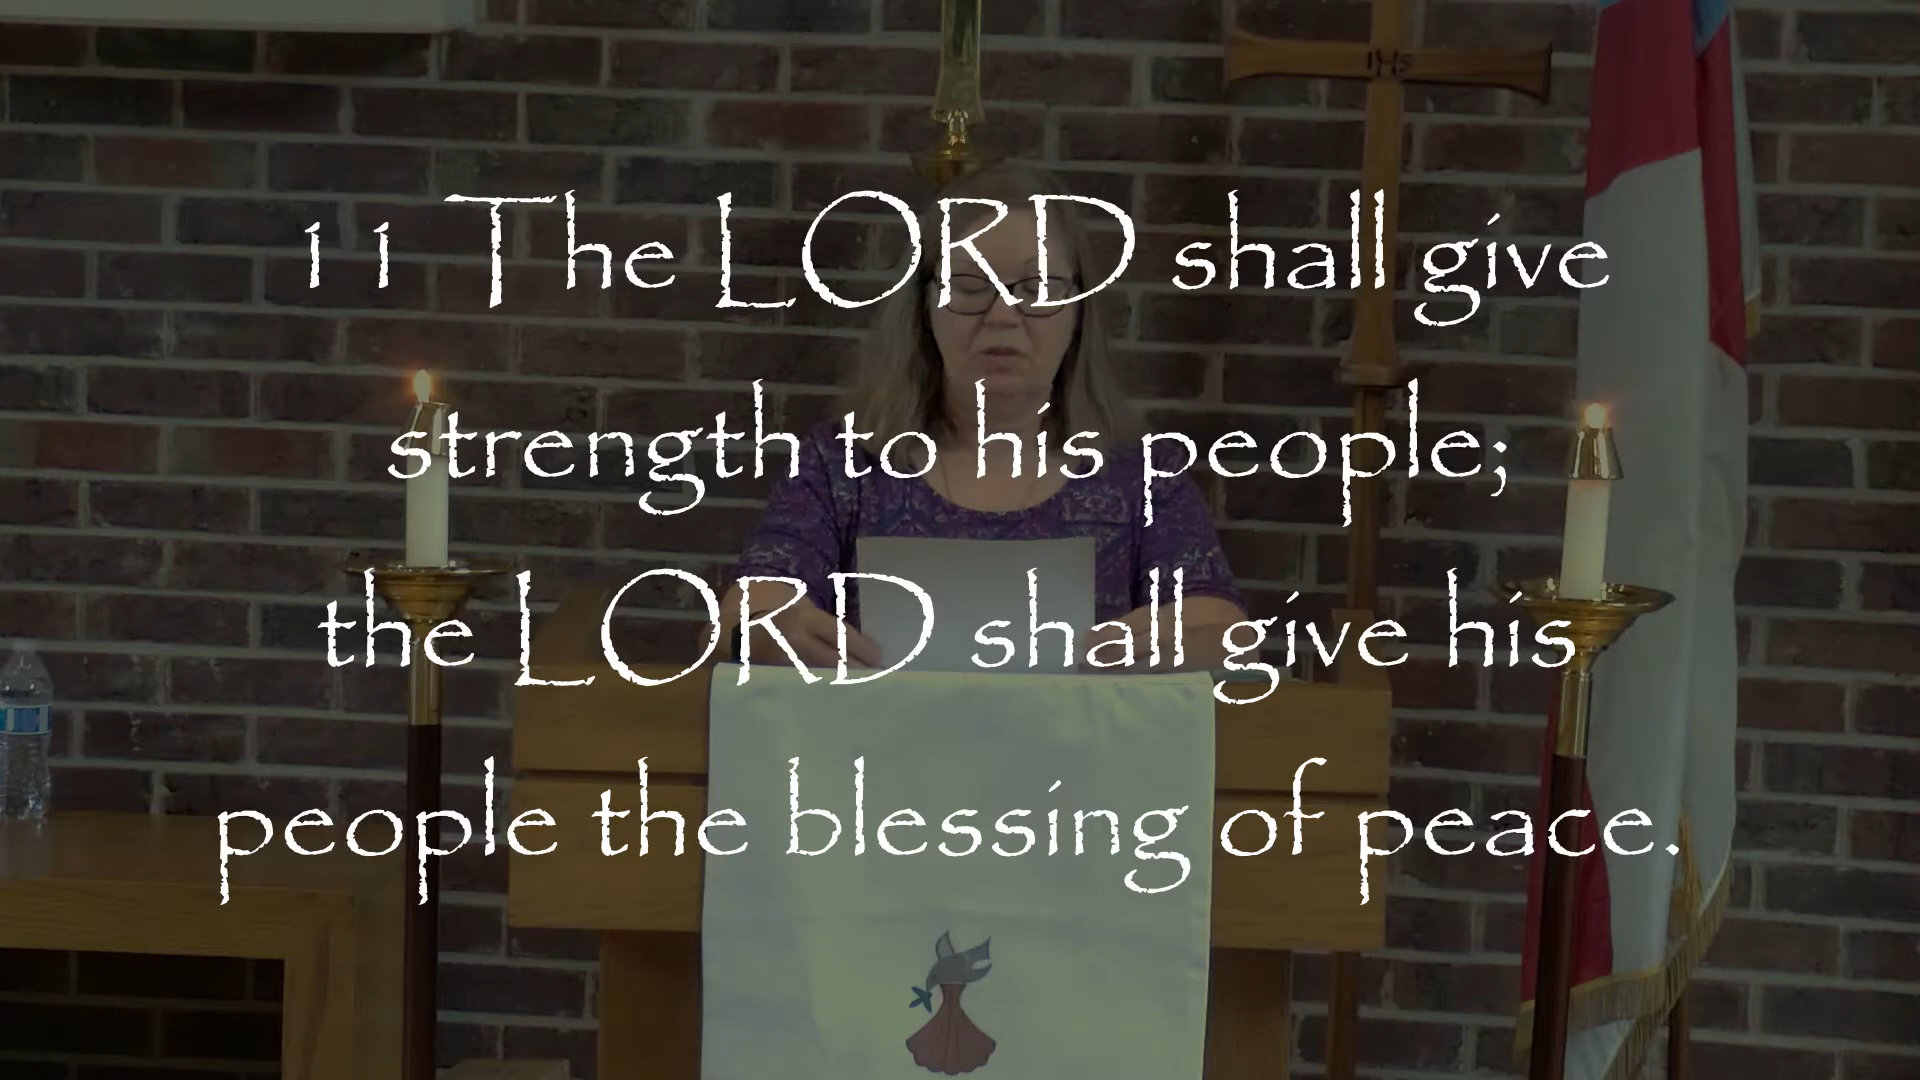 IHS
11 The LORD shall give
strength to his people;
the LORD shall give his
people the blessing of peace.